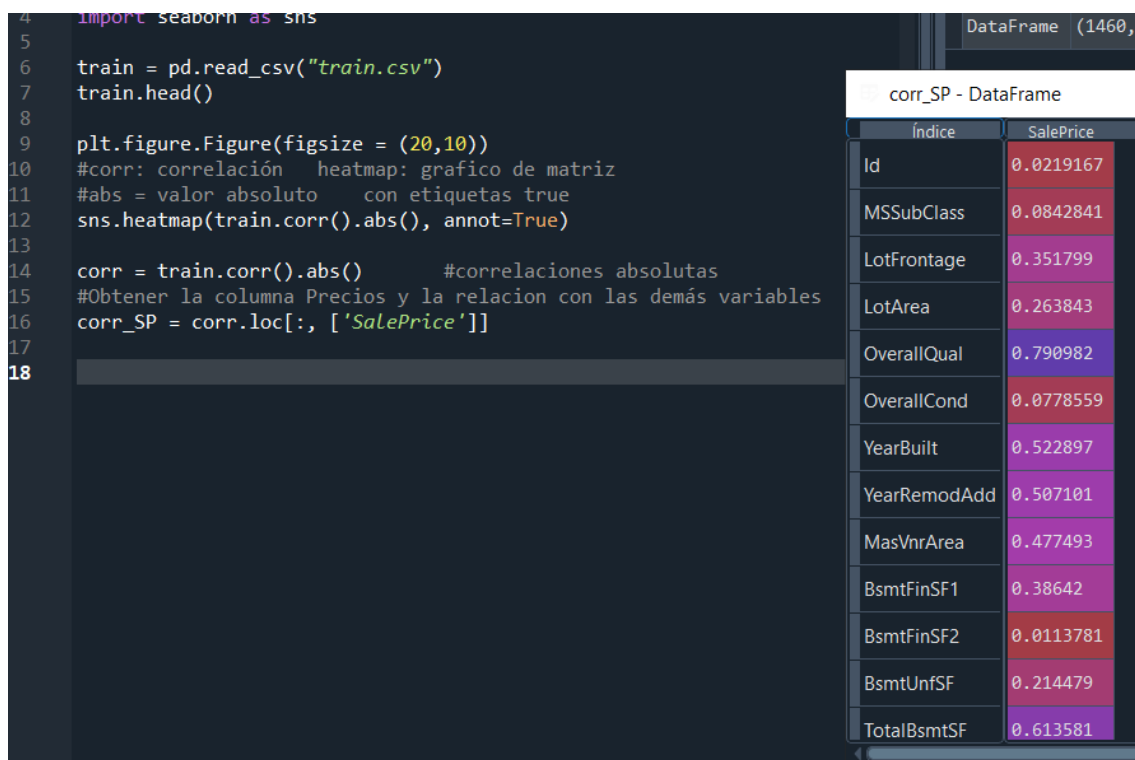 4 import seaborn as sns
5
6 train = pd.read_csv("train.csv")
7 train.head()
8
9 plt.figure.Figure(figsize = (20,10))
10 #corr: correlación   heatmap: grafico de matriz
11 #abs = valor absoluto    con etiquetas true
12 sns.heatmap(train.corr().abs(), annot=True)
13
14 corr = train.corr().abs()       #correlaciones absolutas
15 #Obtener la columna Precios y la relacion con las demás variables
16 corr_SP = corr.loc[:, ['SalePrice']]
17
18
DataFrame (1460,
corr_SP - DataFrame
Índice SalePrice
Id 0.0219167
MSSubClass 0.0842841
LotFrontage 0.351799
LotArea 0.263843
OverallQual 0.790982
OverallCond 0.0778559
YearBuilt 0.522897
YearRemodAdd 0.507101
MasVnrArea 0.477493
BsmtFinSF1 0.38642
BsmtFinSF2 0.0113781
BsmtUnfSF 0.214479
TotalBsmtSF 0.613581